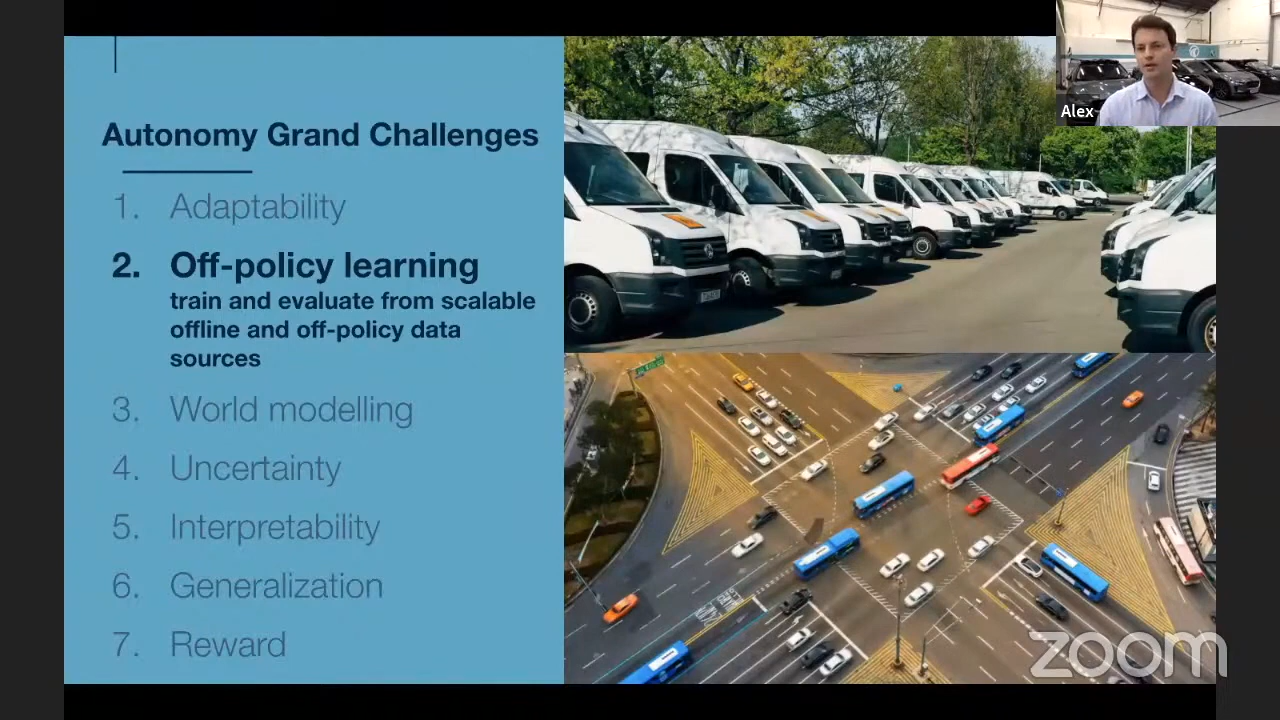 Autonomy Grand Challenges
1. Adaptability
2. Off-policy learning
train and evaluate from scalable
offline and off-policy data
sources
3. World modelling
4. Uncertainty
5. Interpretability
6. Generalization
7. Reward
Alex
zoom